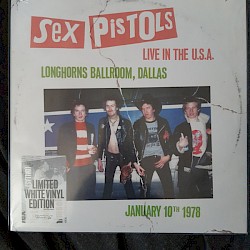 Sex PISTOLS
LIVE IN THE U.S.A.
LONGHORNS BALLROOM, DALLAS
LIMITED
WHITE VINYL
EDITION
JANUARY 10TH 1978